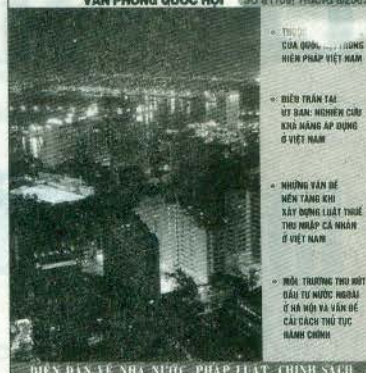 VĂN PHÒNG QUỐC HỘI
CỦA QUỐC HỘI TRONG
HIẾN PHÁP VIỆT NAM
ĐIỀU TRẦN TẠI
ỦY BAN: NGHIÊN CỨU
KHẢ NĂNG ÁP DỤNG
Ở VIỆT NAM
NHỮNG VẤN ĐỀ
NỀN TẢNG KHI
XÂY DỰNG LUẬT THUẾ
THU NHẬP CÁ NHÂN
Ở VIỆT NAM
MÔI TRƯỜNG THU HÚT
ĐẦU TƯ NƯỚC NGOÀI
Ở HÀ NỘI VÀ VẤN ĐỀ
CẢI CÁCH THỦ TỤC
HÀNH CHÍNH
DIỄN ĐÀN VỀ NHÀ NƯỚC, PHÁP LUẬT, CHÍNH SÁCH